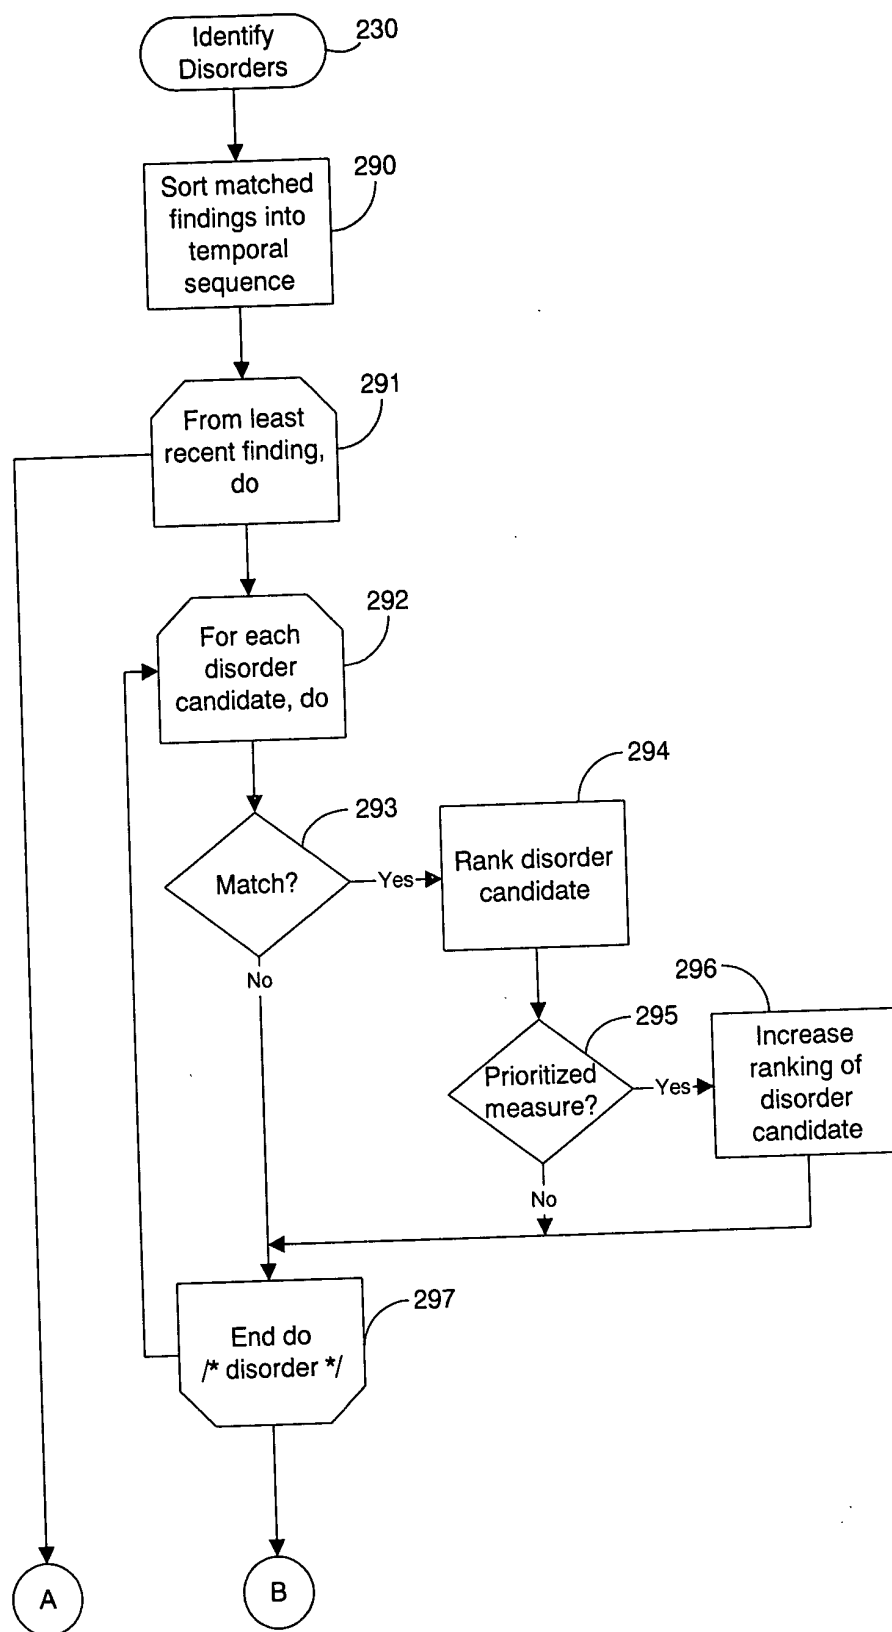 Identify
Disorders
230
Sort matched
findings into
temporal
sequence
290
From least
recent finding,
do
291
For each
disorder
candidate, do
292
Match?
293
Yes
No
Rank disorder
candidate
294
Prioritized
measure?
295
Yes
No
Increase
ranking of
disorder
candidate
296
End do
/* disorder */
297
A
B